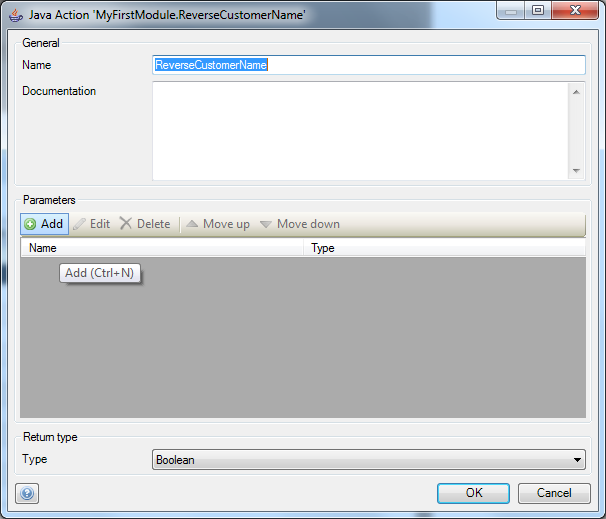 Java Action 'MyFirstModule.ReverseCustomerName'
General
Name ReverseCustomerName
Documentation
Parameters
Add Edit Delete Move up Move down
Name Type
Add (Ctrl+N)
Return type
Type Boolean
? OK Cancel